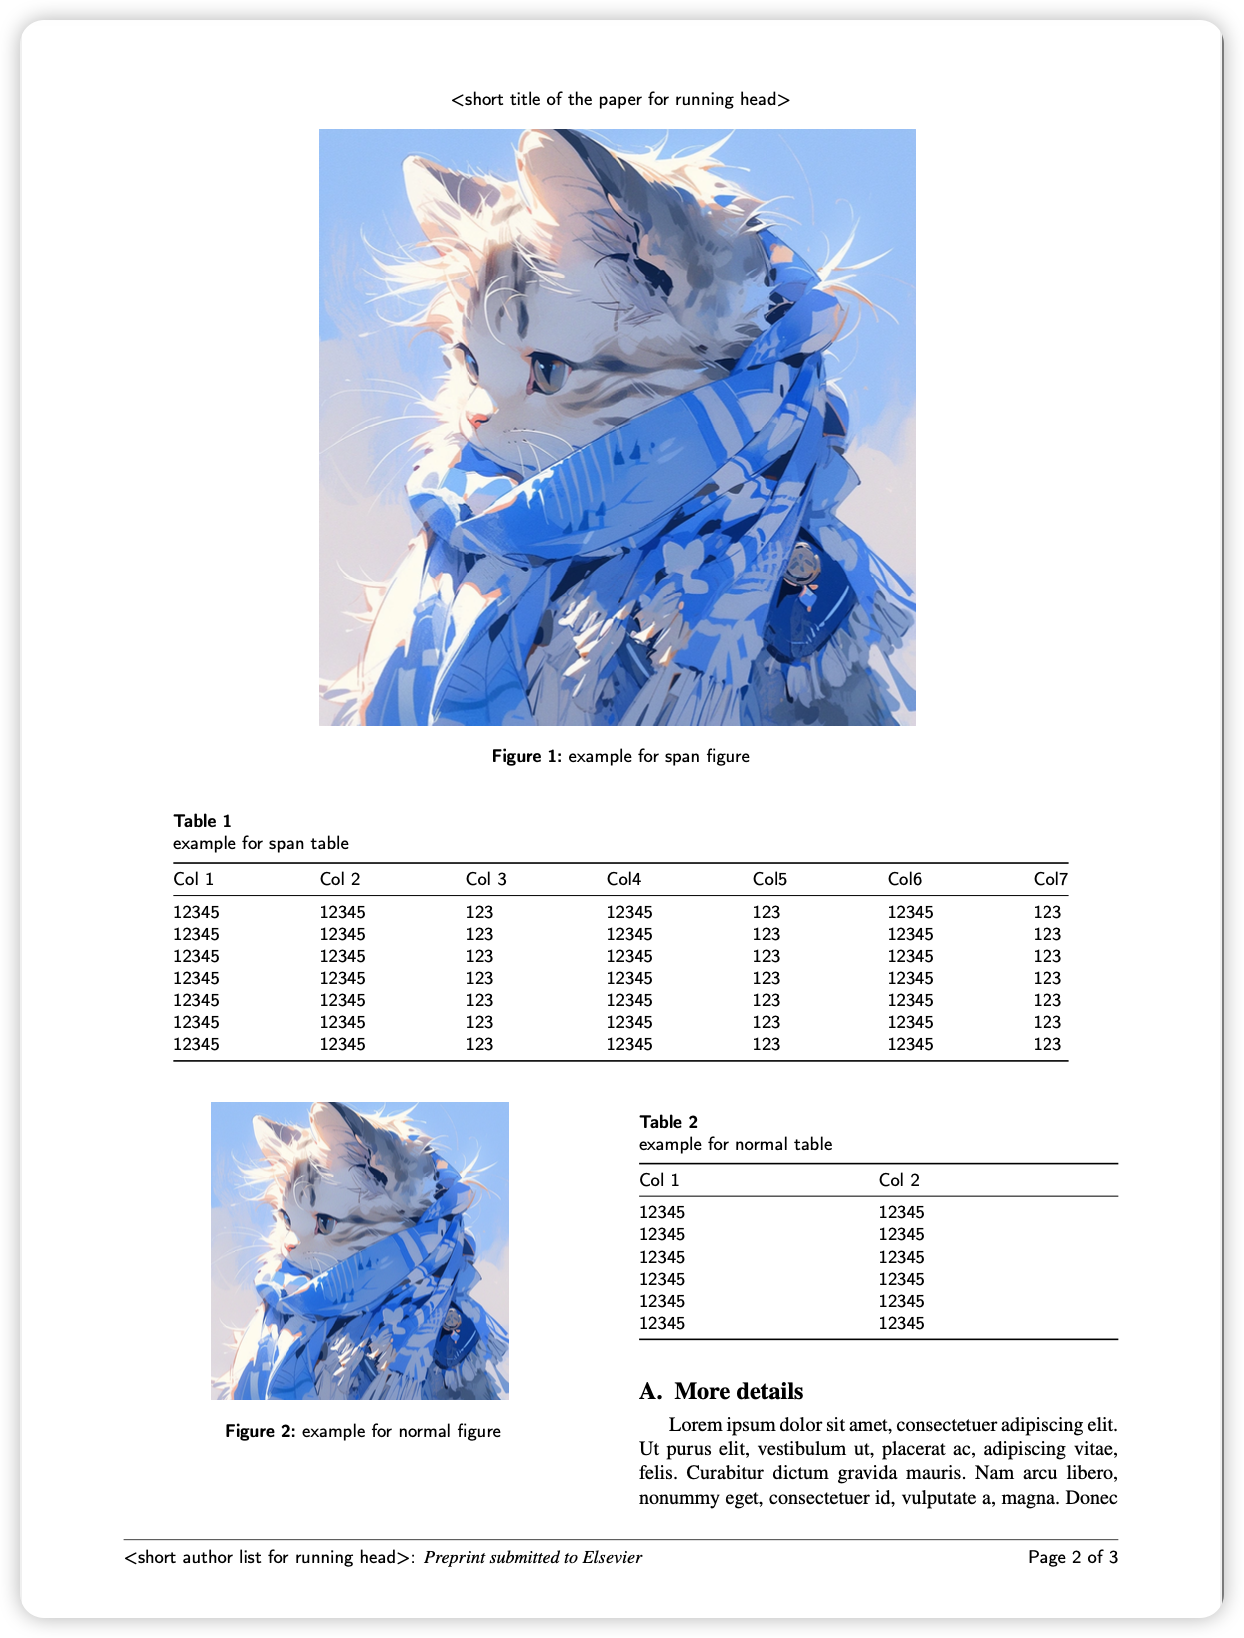 <short title of the paper for running head>
Figure 1: example for span figure
Table 1
example for span table
Col 1 Col 2 Col 3 Col4 Col5 Col6 Col7
12345 12345 123 12345 123 12345 123
12345 12345 123 12345 123 12345 123
12345 12345 123 12345 123 12345 123
12345 12345 123 12345 123 12345 123
12345 12345 123 12345 123 12345 123
12345 12345 123 12345 123 12345 123
12345 12345 123 12345 123 12345 123
Figure 2: example for normal figure
Table 2
example for normal table
Col 1 Col 2
12345 12345
12345 12345
12345 12345
12345 12345
12345 12345
12345 12345
A. More details
Lorem ipsum dolor sit amet, consectetuer adipiscing elit.
Ut purus elit, vestibulum ut, placerat ac, adipiscing vitae,
felis. Curabitur dictum gravida mauris. Nam arcu libero,
nonummy eget, consectetuer id, vulputate a, magna. Donec
<short author list for running head>: Preprint submitted to Elsevier Page 2 of 3